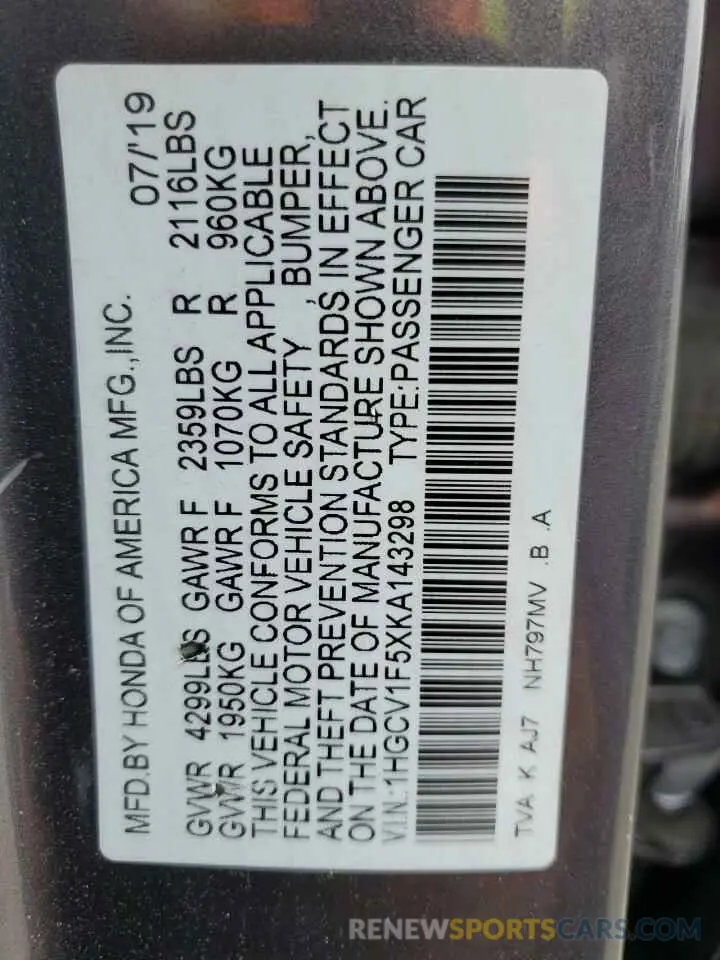 MFD.BY HONDA OF AMERICA MFG.,INC. 07/'19
GVWR 4299LBS GAWR F 2359LBS R 2116LBS
GVWR 1950KG GAWR F 1070KG R 960KG
THIS VEHICLE CONFORMS TO ALL APPLICABLE
FEDERAL MOTOR VEHICLE SAFETY , BUMPER,
AND THEFT PREVENTION STANDARDS IN EFFECT
ON THE DATE OF MANUFACTURE SHOWN ABOVE.
V.I.N.:1HGCV1F5XKA143298 TYPE:PASSENGER CAR
TVA K AJ7 NH797MV .B .A
RENEWSPORTSCARS.COM